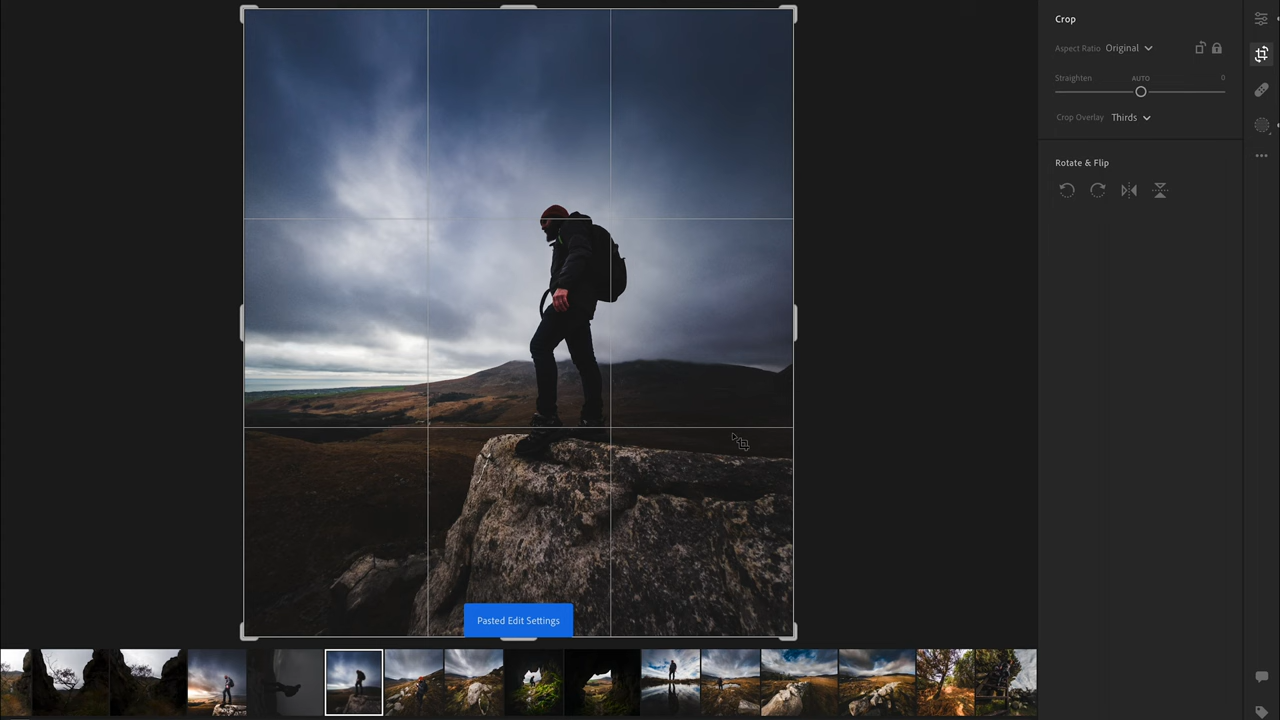 Crop
Aspect Ratio Original
Straighten AUTO 0
Crop Overlay Thirds
Rotate & Flip
Pasted Edit Settings